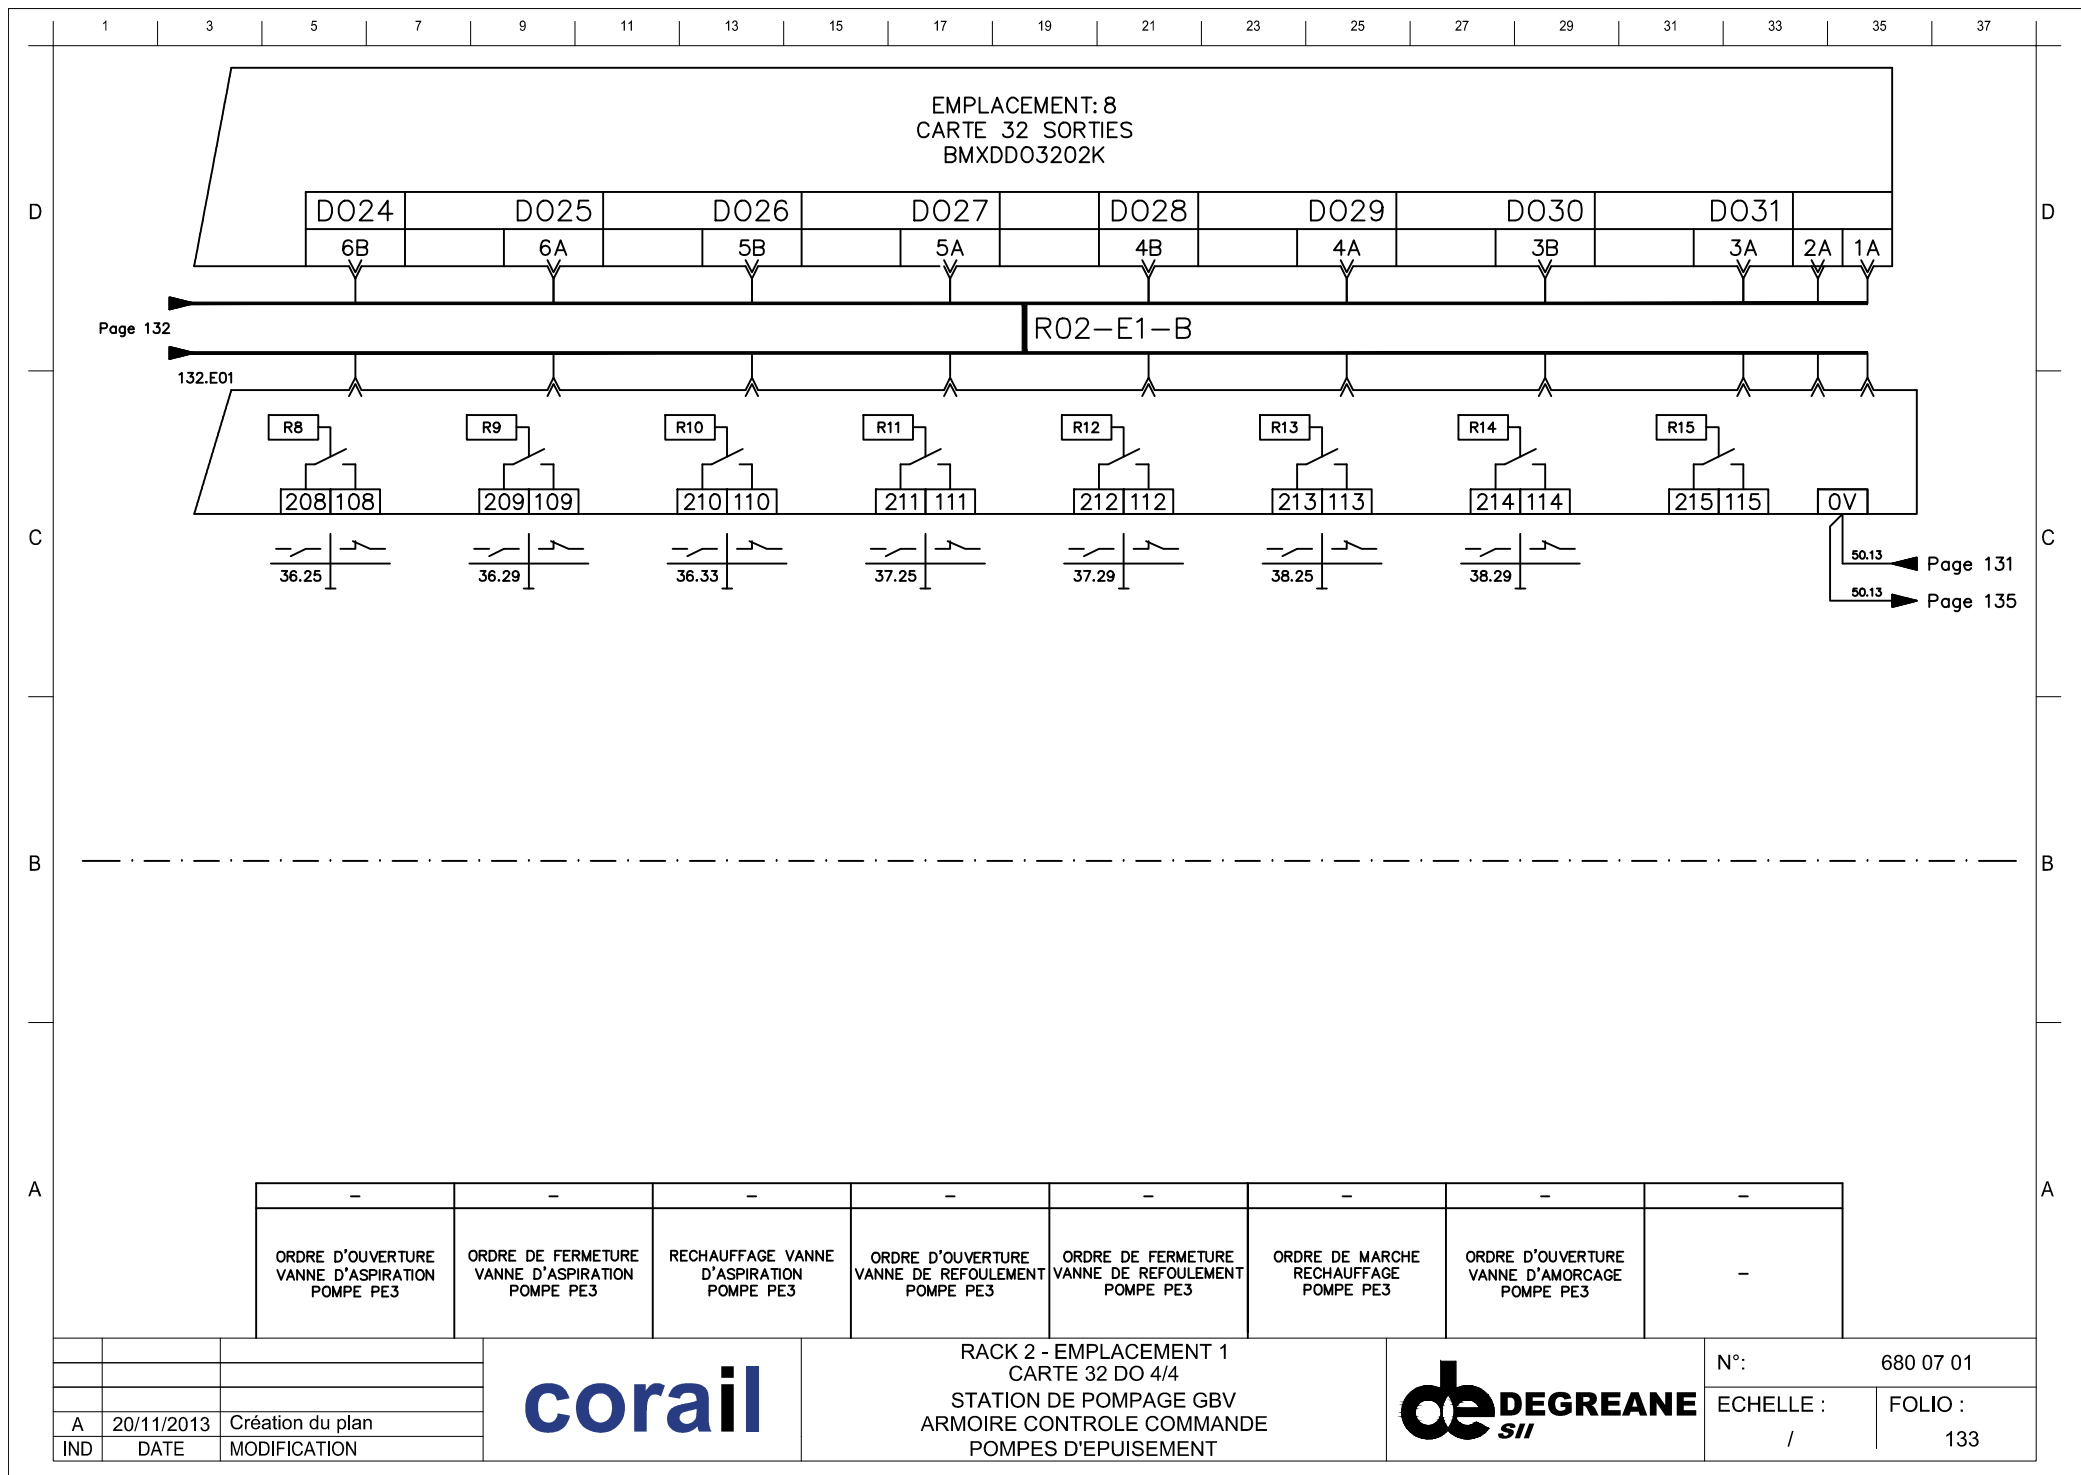 1 3 5 7 9 11 13 15 17 19 21 23 25 27 29 31 33 35 37
EMPLACEMENT: 8
CARTE 32 SORTIES
BMXDDO3202K
D D
DO24 DO25 DO26 DO27 DO28 DO29 DO30 DO31
6B 6A 5B 5A 4B 4A 3B 3A 2A 1A
Page 132
R02-E1-B
132.E01
R8 R9 R10 R11 R12 R13 R14 R15
208 108 209 109 210 110 211 111 212 112 213 113 214 114 215 115 0V
C C
50.13 Page 131
36.25 36.29 36.33 37.25 37.29 38.25 38.29
50.13 Page 135
B B
A A
- - - - - - - -
ORDRE D'OUVERTURE
VANNE D'ASPIRATION
POMPE PE3
ORDRE DE FERMETURE
VANNE D'ASPIRATION
POMPE PE3
RECHAUFFAGE VANNE
D'ASPIRATION
POMPE PE3
ORDRE D'OUVERTURE
VANNE DE REFOULEMENT
POMPE PE3
ORDRE DE FERMETURE
VANNE DE REFOULEMENT
POMPE PE3
ORDRE DE MARCHE
RECHAUFFAGE
POMPE PE3
ORDRE D'OUVERTURE
VANNE D'AMORCAGE
POMPE PE3
-
A 20/11/2013 Création du plan
IND DATE MODIFICATION
corail
RACK 2 - EMPLACEMENT 1
CARTE 32 DO 4/4
STATION DE POMPAGE GBV
ARMOIRE CONTROLE COMMANDE
POMPES D'EPUISEMENT
de DEGREANE
SII
N°: 680 07 01
ECHELLE :
/
FOLIO :
133